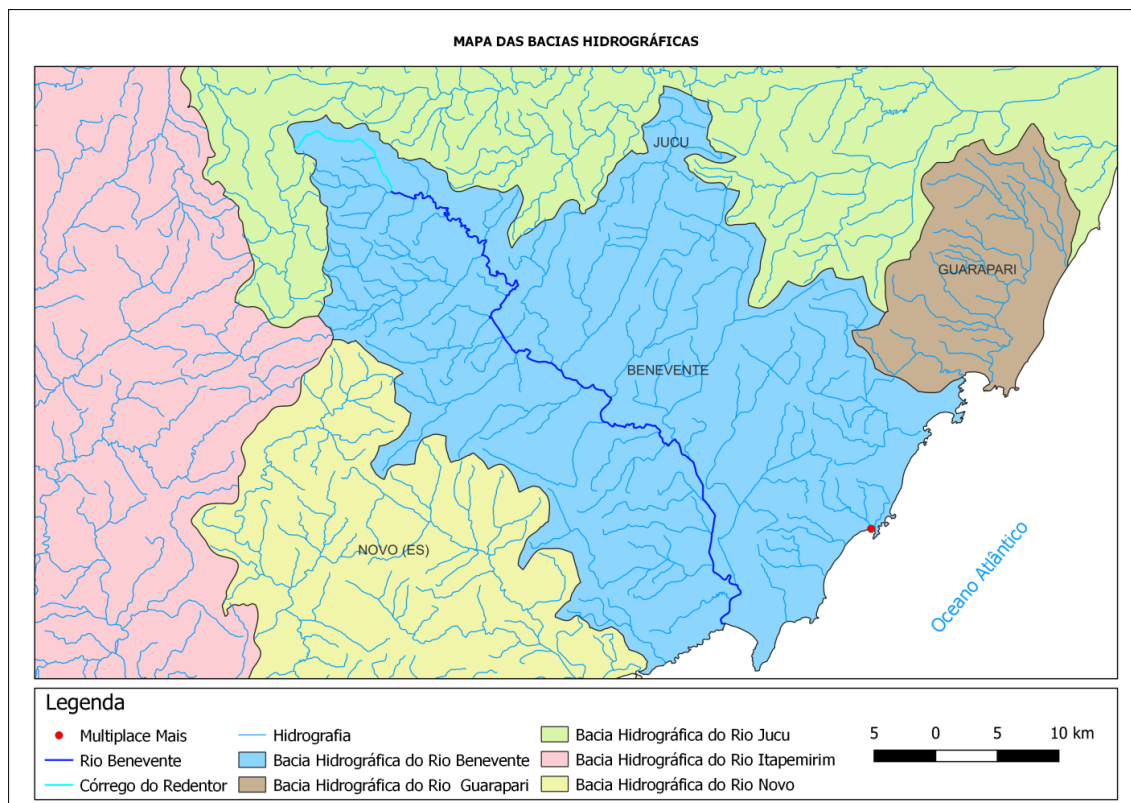 MAPA DAS BACIAS HIDROGRÁFICAS
JUCU
GUARAPARI
BENEVENTE
NOVO (ES)
Oceano Atlântico
Legenda
Multiplace Mais
Rio Benevente
Córrego do Redentor
Hidrografia
Bacia Hidrográfica do Rio Benevente
Bacia Hidrográfica do Rio  Guarapari
Bacia Hidrográfica do Rio Jucu
Bacia Hidrográfica do Rio Itapemirim
Bacia Hidrográfica do Rio Novo
5 0 5 10 km